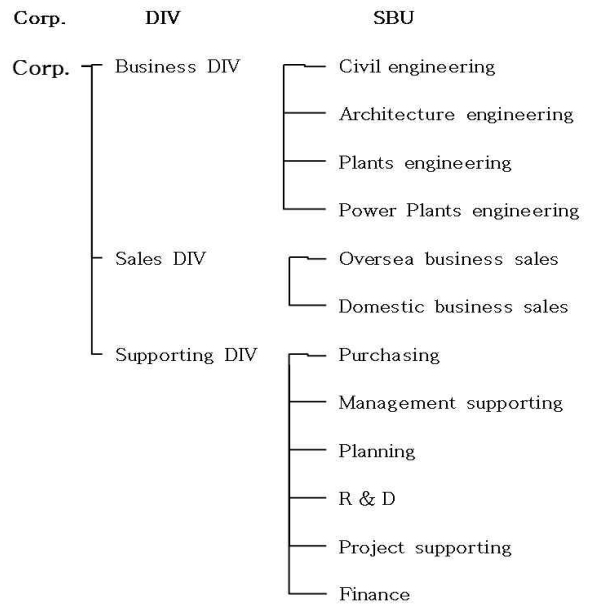 Corp. DIV SBU
Corp. Business DIV Civil engineering
Architecture engineering
Plants engineering
Power Plants engineering
Sales DIV Oversea business sales
Domestic business sales
Supporting DIV Purchasing
Management supporting
Planning
R & D
Project supporting
Finance